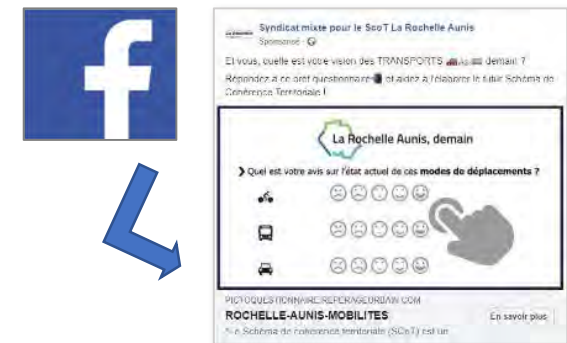 Syndicat mixte pour le ScoT La Rochelle Aunis
Sponsorisé
Et vous, quelle est votre vision des TRANSPORTS demain ?
Répondez à ce bref questionnaire et aidez à l'élaborer le futur Schéma de
Cohérence Territoriale !
La Rochelle Aunis, demain
Quel est votre avis sur l'état actuel de ces modes de déplacements ?
PICTOQUESTIONNAIRE.REPERAGEURBAIN.COM
ROCHELLE-AUNIS-MOBILITES
En savoir plus
Le Schéma de cohérence territoriale (SCoT) est un